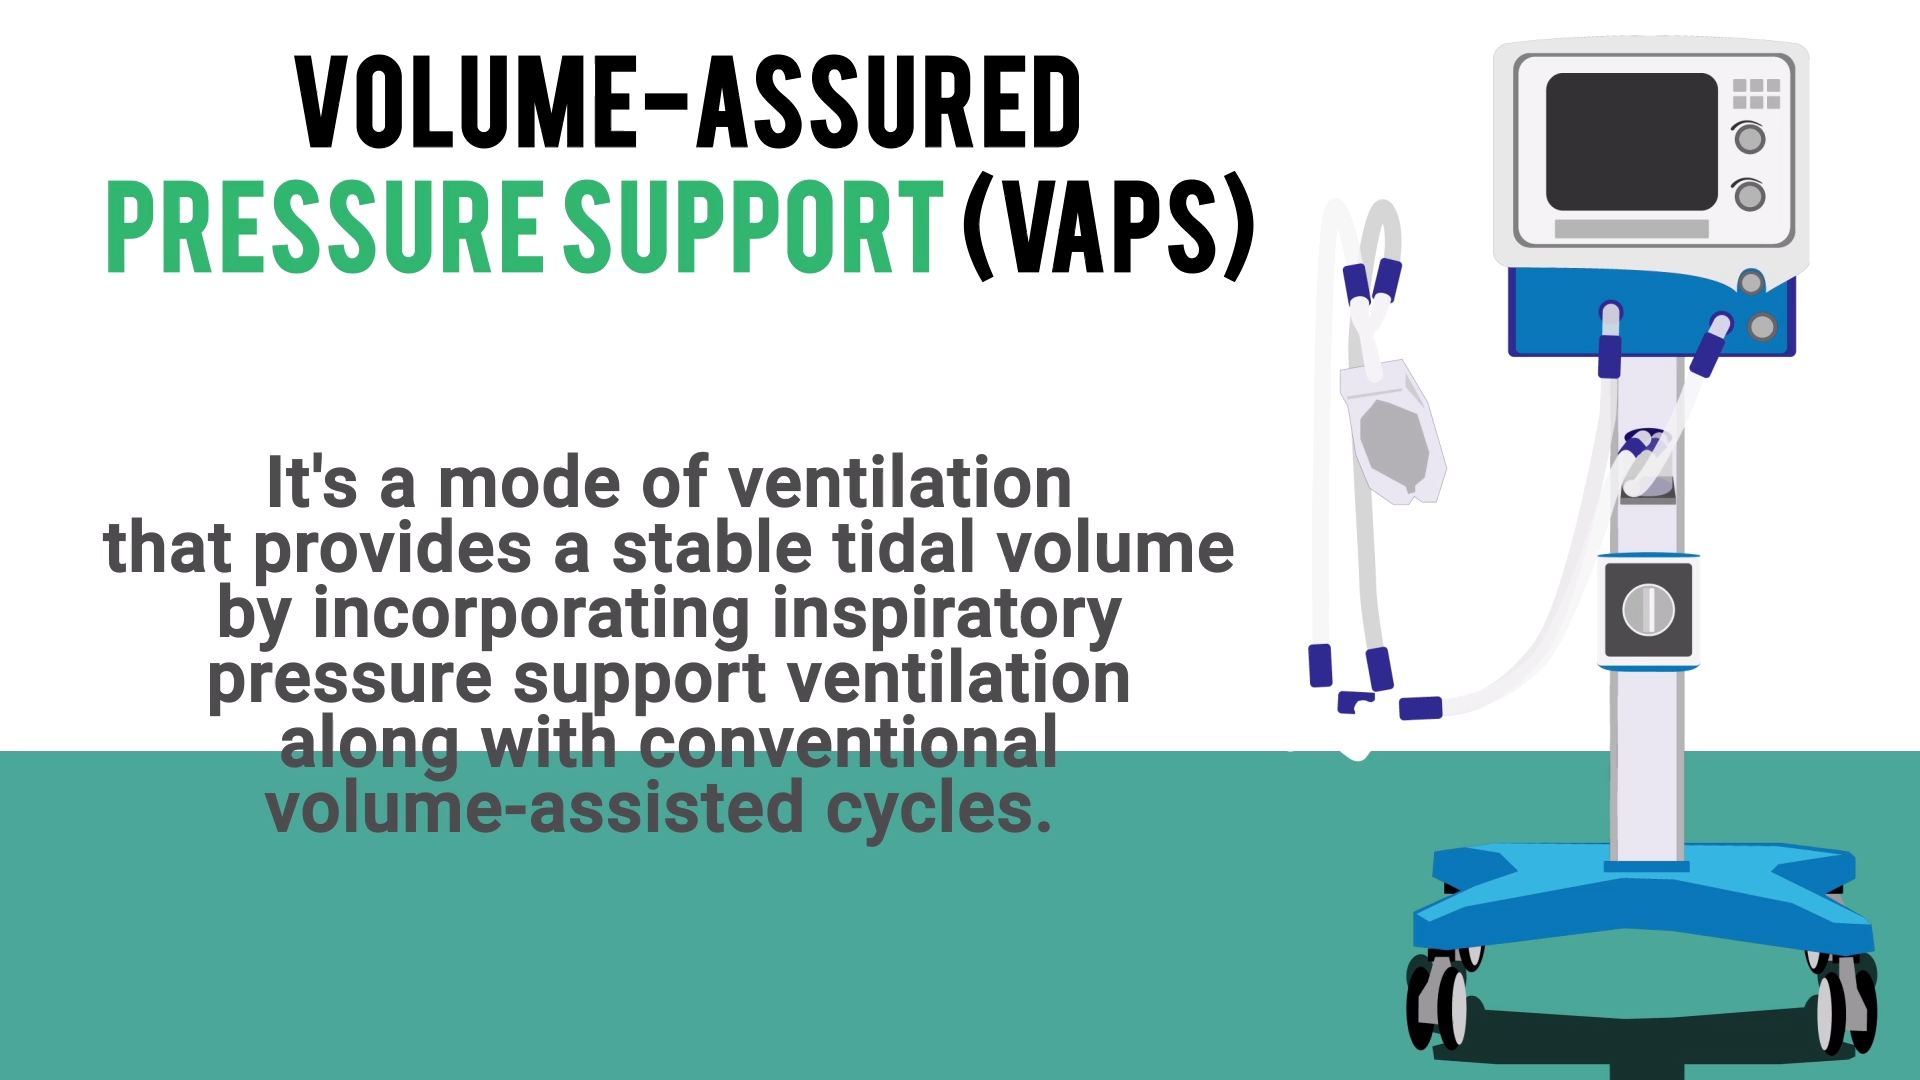 VOLUME-ASSURED
PRESSURE SUPPORT (VAPS)
It's a mode of ventilation
that provides a stable tidal volume
by incorporating inspiratory
pressure support ventilation
along with conventional
volume-assisted cycles.